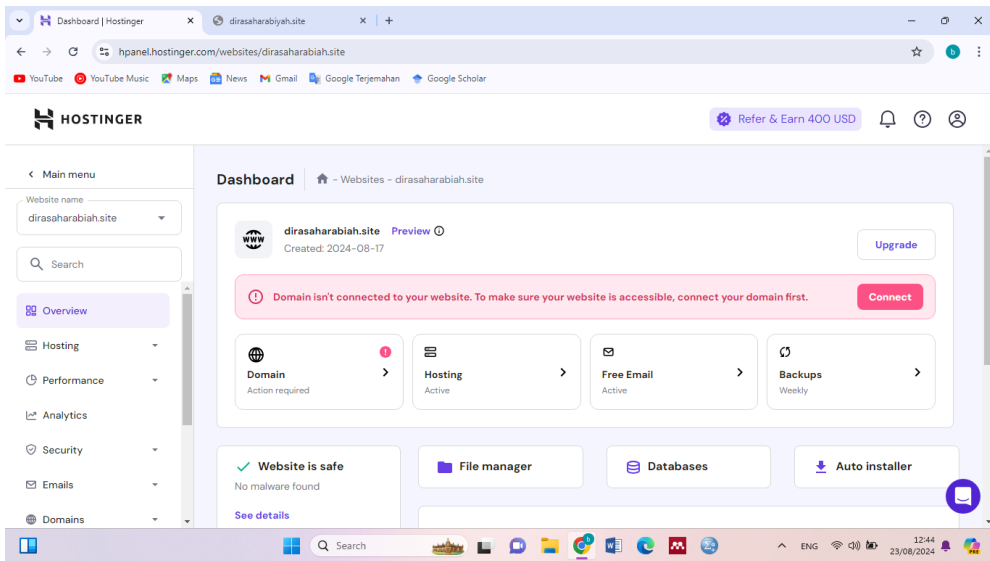 Dashboard | Hostinger
dirasaharabiyah.site
hpanel.hostinger.com/websites/dirasaharabiah.site
b
YouTube
YouTube Music
Maps
News
Gmail
Google Terjemahan
Google Scholar
HOSTINGER
Refer & Earn 400 USD
Main menu
Website name
dirasaharabiah.site
Search
Overview
Hosting
Performance
Analytics
Security
Emails
Domains
Dashboard
- Websites - dirasaharabiah.site
www
dirasaharabiah.site Preview
Created: 2024-08-17
Upgrade
Domain isn't connected to your website. To make sure your website is accessible, connect your domain first.
Connect
Domain
Action required
Hosting
Active
Free Email
Active
Backups
Weekly
Website is safe
No malware found
See details
File manager
Databases
Auto installer
Search
ENG
12:44
23/08/2024